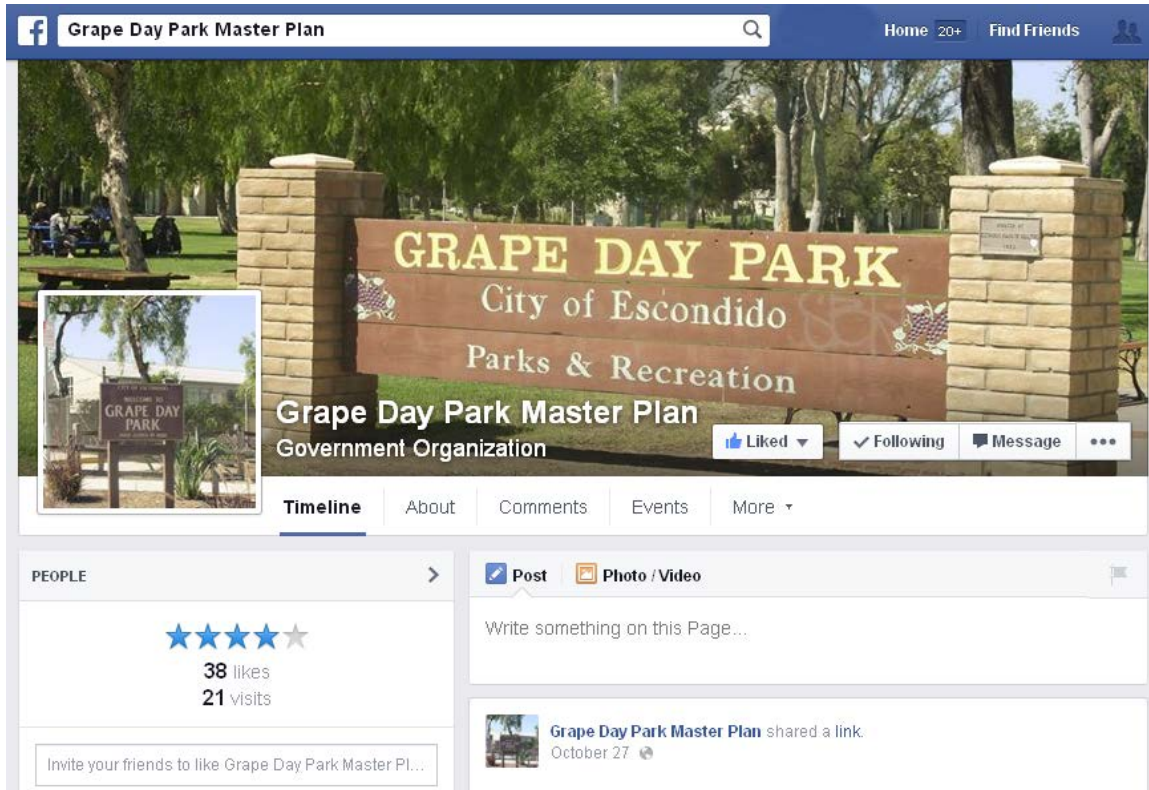 f
Grape Day Park Master Plan
Home 20+ Find Friends
GRAPE DAY PARK
City of Escondido
Parks & Recreation
WELCOME TO
GRAPE DAY
PARK
Grape Day Park Master Plan
Government Organization
Liked
Following
Message
Timeline About Comments Events More
PEOPLE
38 likes
21 visits
Invite your friends to like Grape Day Park Master Pl...
Post Photo / Video
Write something on this Page...
Grape Day Park Master Plan shared a link.
October 27